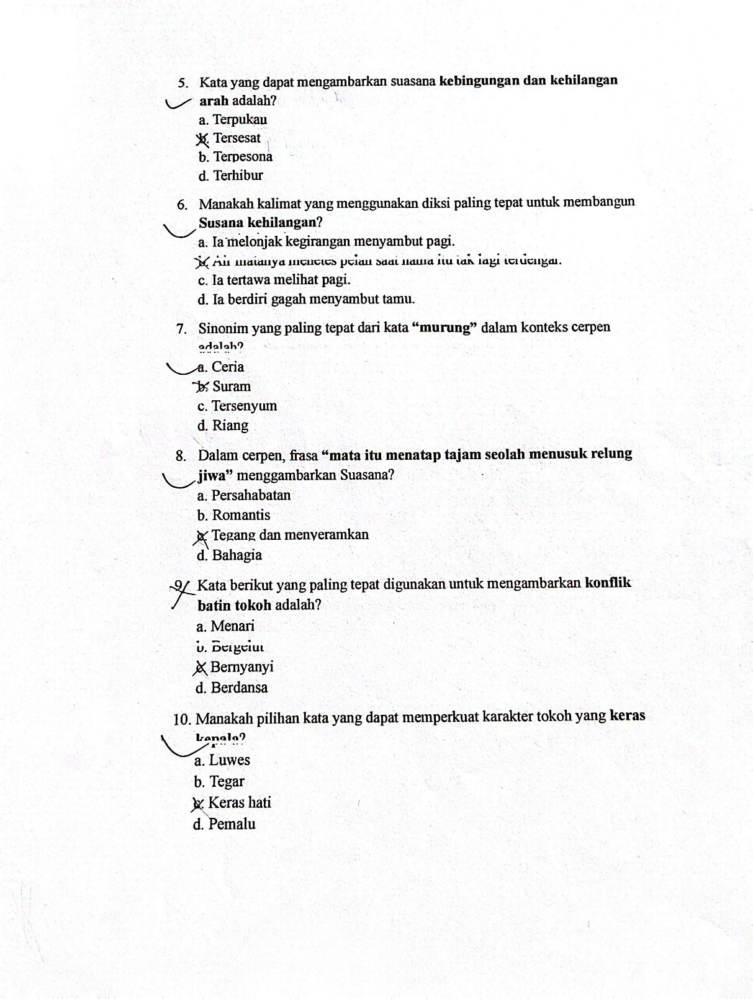 5. Kata yang dapat mengambarkan suasana kebingungan dan kehilangan
arah adalah?
a. Terpukau
b. Tersesat
b. Terpesona
d. Terhibur
6. Manakah kalimat yang menggunakan diksi paling tepat untuk membangun
Susana kehilangan?
a. Ia melonjak kegirangan menyambut pagi.
b. Air matanya menetes pelan saat nama itu tak lagi terdengar.
c. Ia tertawa melihat pagi.
d. Ia berdiri gagah menyambut tamu.
7. Sinonim yang paling tepat dari kata “murung” dalam konteks cerpen
adalah?
a. Ceria
b. Suram
c. Tersenyum
d. Riang
8. Dalam cerpen, frasa “mata itu menatap tajam seolah menusuk relung
jiwa” menggambarkan Suasana?
a. Persahabatan
b. Romantis
c. Tegang dan menyeramkan
d. Bahagia
9. Kata berikut yang paling tepat digunakan untuk mengambarkan konflik
batin tokoh adalah?
a. Menari
b. Bergelut
c. Bernyanyi
d. Berdansa
10. Manakah pilihan kata yang dapat memperkuat karakter tokoh yang keras
kepala?
a. Luwes
b. Tegar
c. Keras hati
d. Pemalu